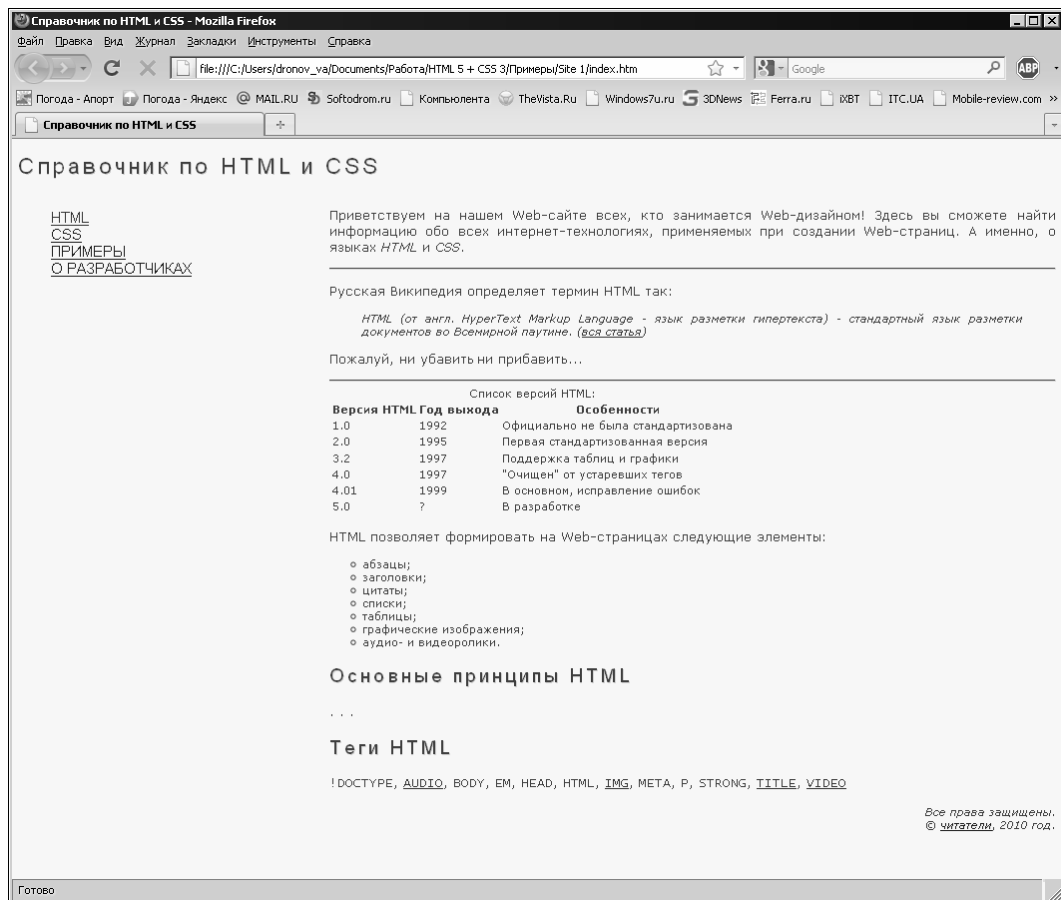 Справочник по HTML и CSS - Mozilla Firefox
Файл Правка Вид Журнал Закладки Инструменты Справка
file:///C:/Users/dronov_va/Documents/Работа/HTML 5 + CSS 3/Примеры/Site 1/index.htm Google ABP
Погода - Апорт Погода - Яндекс MAIL.RU Softodrom.ru Компьюлента TheVista.Ru Windows7u.ru 3DNews Ferra.ru iXBT ITC.UA Mobile-review.com »
Справочник по HTML и CSS
Справочник по HTML и CSS
HTML
CSS
ПРИМЕРЫ
О РАЗРАБОТЧИКАХ
Приветствуем на нашем Web-сайте всех, кто занимается Web-дизайном! Здесь вы сможете найти
информацию обо всех интернет-технологиях, применяемых при создании Web-страниц. А именно, о
языках HTML и CSS.
Русская Википедия определяет термин HTML так:
HTML (от англ. HyperText Markup Language - язык разметки гипертекста) - стандартный язык разметки
документов во Всемирной паутине. (вся статья)
Пожалуй, ни убавить ни прибавить...
Список версий HTML:
Версия HTML Год выхода Особенности
1.0 1992 Официально не была стандартизована
2.0 1995 Первая стандартизованная версия
3.2 1997 Поддержка таблиц и графики
4.0 1997 "Очищен" от устаревших тегов
4.01 1999 В основном, исправление ошибок
5.0 ? В разработке
HTML позволяет формировать на Web-страницах следующие элементы:
абзацы;
заголовки;
цитаты;
списки;
таблицы;
графические изображения;
аудио- и видеоролики.
Основные принципы HTML
. . .
Теги HTML
!DOCTYPE, AUDIO, BODY, EM, HEAD, HTML, IMG, META, P, STRONG, TITLE, VIDEO
Все права защищены.
© читатели, 2010 год.
Готово